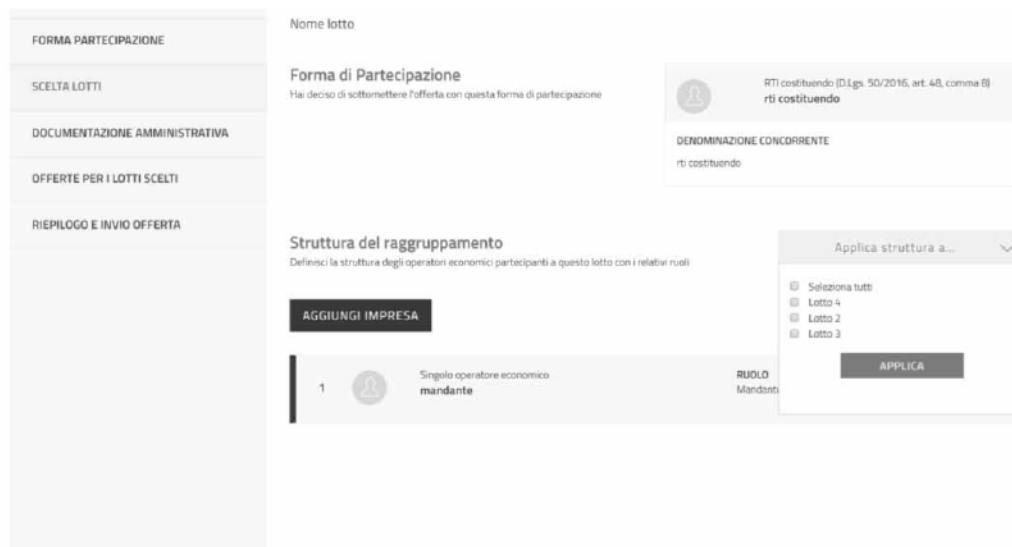 FORMA PARTECIPAZIONE
SCELTA LOTTI
DOCUMENTAZIONE AMMINISTRATIVA
OFFERTE PER I LOTTI SCELTI
RIEPILOGO E INVIO OFFERTA
Nome lotto
Forma di Partecipazione
Hai deciso di sottomettere l'offerta con questa forma di partecipazione
RTI costituendo (D.Lgs. 50/2016, art. 48, comma 8)
rti costituendo
DENOMINAZIONE CONCORRENTE
rti costituendo
Struttura del raggruppamento
Definisci la struttura degli operatori economici partecipanti a questo lotto con i relativi ruoli
Applica struttura a...
Seleziona tutti
Lotto 4
Lotto 2
Lotto 3
APPLICA
AGGIUNGI IMPRESA
1
Singolo operatore economico
mandante
RUOLO
Mandant